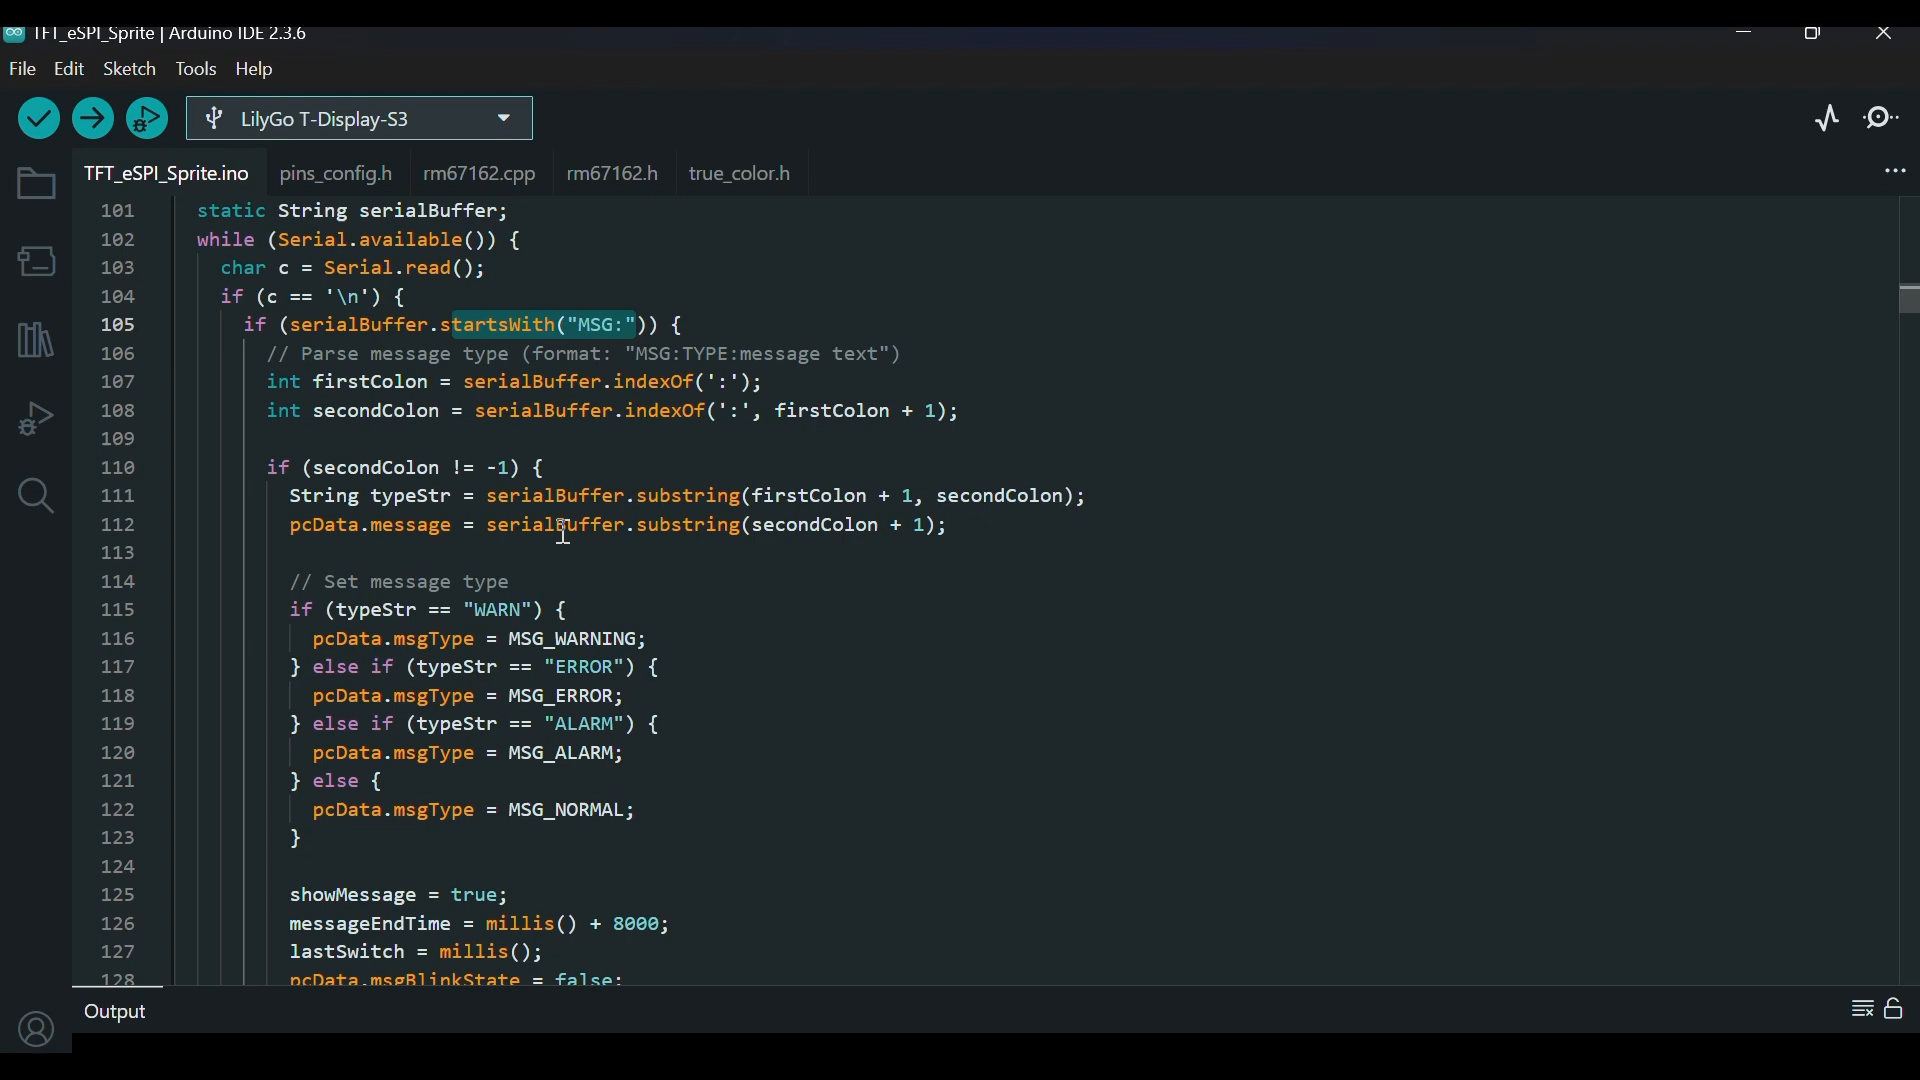 TFT_eSPI_Sprite | Arduino IDE 2.3.6
File Edit Sketch Tools Help
LilyGo T-Display-S3
TFT_eSPI_Sprite.ino pins_config.h rm67162.cpp rm67162.h true_color.h
101 static String serialBuffer;
102 while (Serial.available()) {
103 char c = Serial.read();
104 if (c == '\n') {
105 if (serialBuffer.startsWith("MSG:")) {
106 // Parse message type (format: "MSG:TYPE:message text")
107 int firstColon = serialBuffer.indexOf(':');
108 int secondColon = serialBuffer.indexOf(':', firstColon + 1);
109
110 if (secondColon != -1) {
111 String typeStr = serialBuffer.substring(firstColon + 1, secondColon);
112 pcData.message = serialBuffer.substring(secondColon + 1);
113
114 // Set message type
115 if (typeStr == "WARN") {
116 pcData.msgType = MSG_WARNING;
117 } else if (typeStr == "ERROR") {
118 pcData.msgType = MSG_ERROR;
119 } else if (typeStr == "ALARM") {
120 pcData.msgType = MSG_ALARM;
121 } else {
122 pcData.msgType = MSG_NORMAL;
123 }
124
125 showMessage = true;
126 messageEndTime = millis() + 8000;
127 lastSwitch = millis();
128 pcData.msgBlinkState = false;
Output